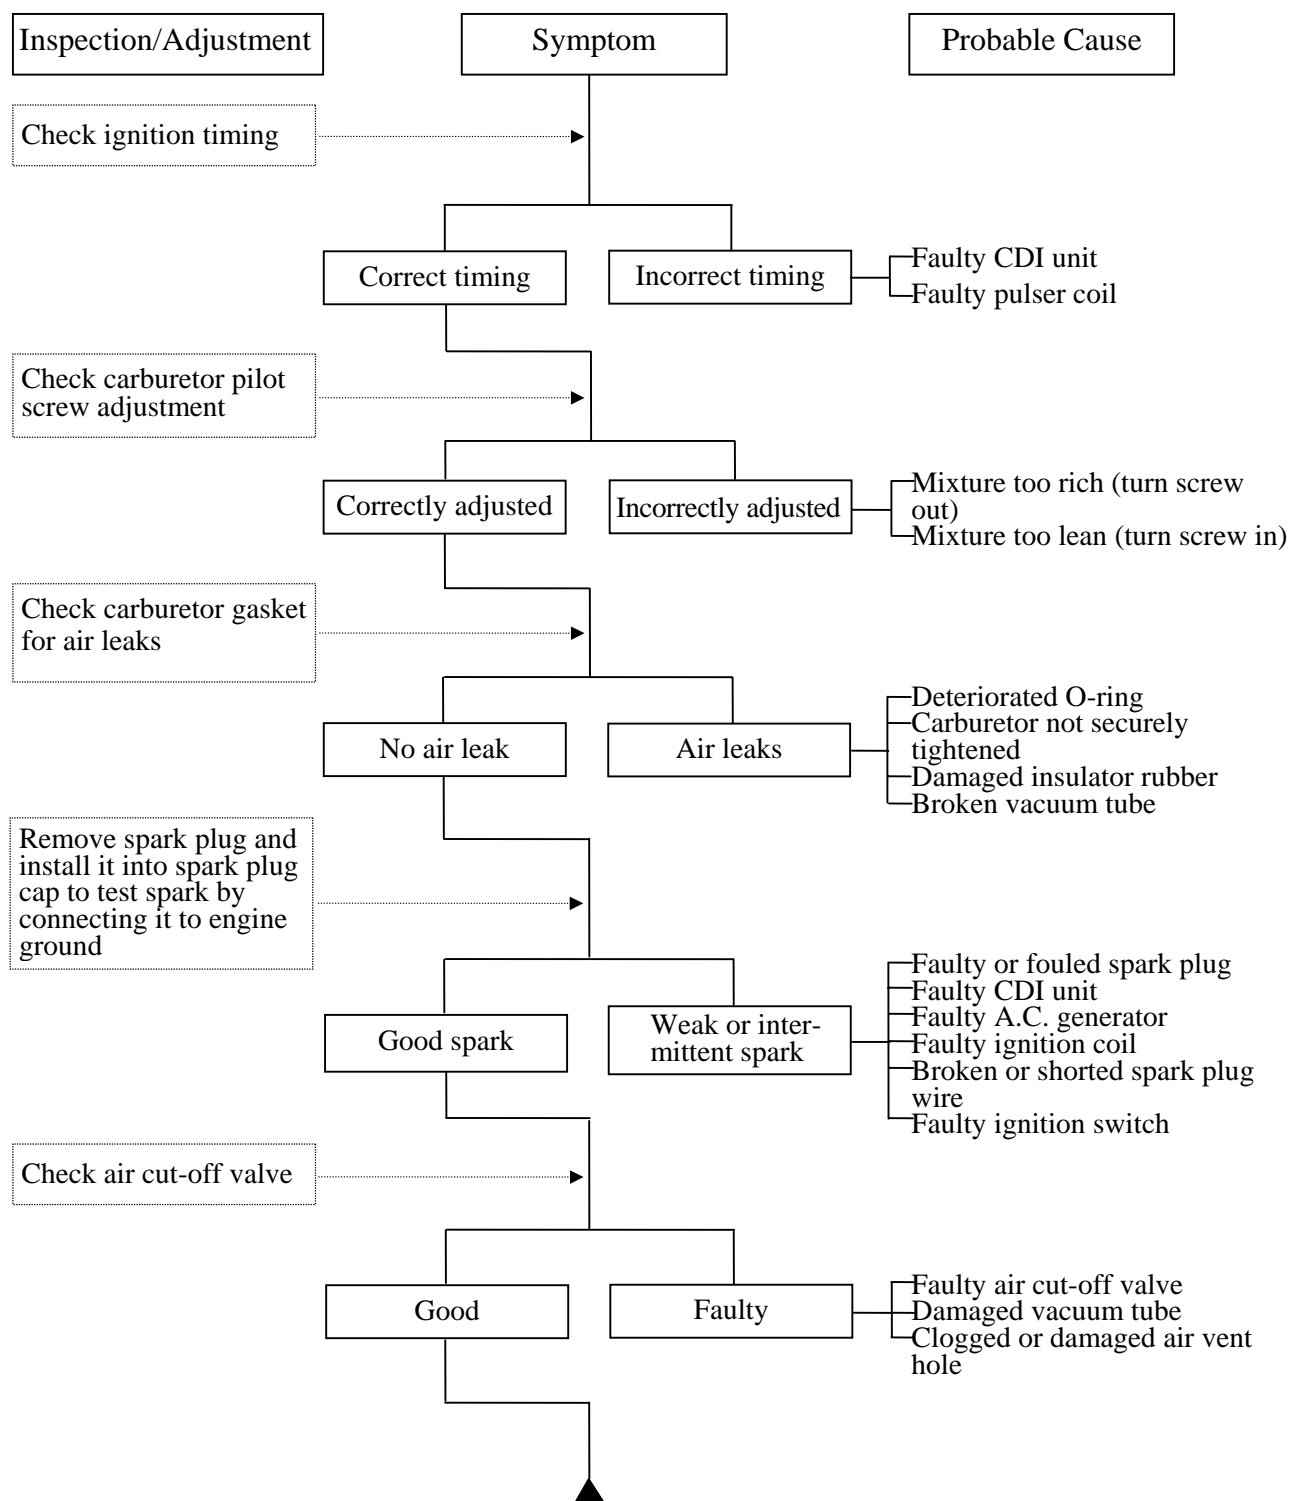 Inspection/Adjustment
Symptom
Probable Cause
Check ignition timing
Correct timing
Incorrect timing
Faulty CDI unit
Faulty pulser coil
Check carburetor pilot
screw adjustment
Correctly adjusted
Incorrectly adjusted
Mixture too rich (turn screw
out)
Mixture too lean (turn screw in)
Check carburetor gasket
for air leaks
No air leak
Air leaks
Deteriorated O-ring
Carburetor not securely
tightened
Damaged insulator rubber
Broken vacuum tube
Remove spark plug and
install it into spark plug
cap to test spark by
connecting it to engine
ground
Good spark
Weak or inter-
mittent spark
Faulty or fouled spark plug
Faulty CDI unit
Faulty A.C. generator
Faulty ignition coil
Broken or shorted spark plug
wire
Faulty ignition switch
Check air cut-off valve
Good
Faulty
Faulty air cut-off valve
Damaged vacuum tube
Clogged or damaged air vent
hole